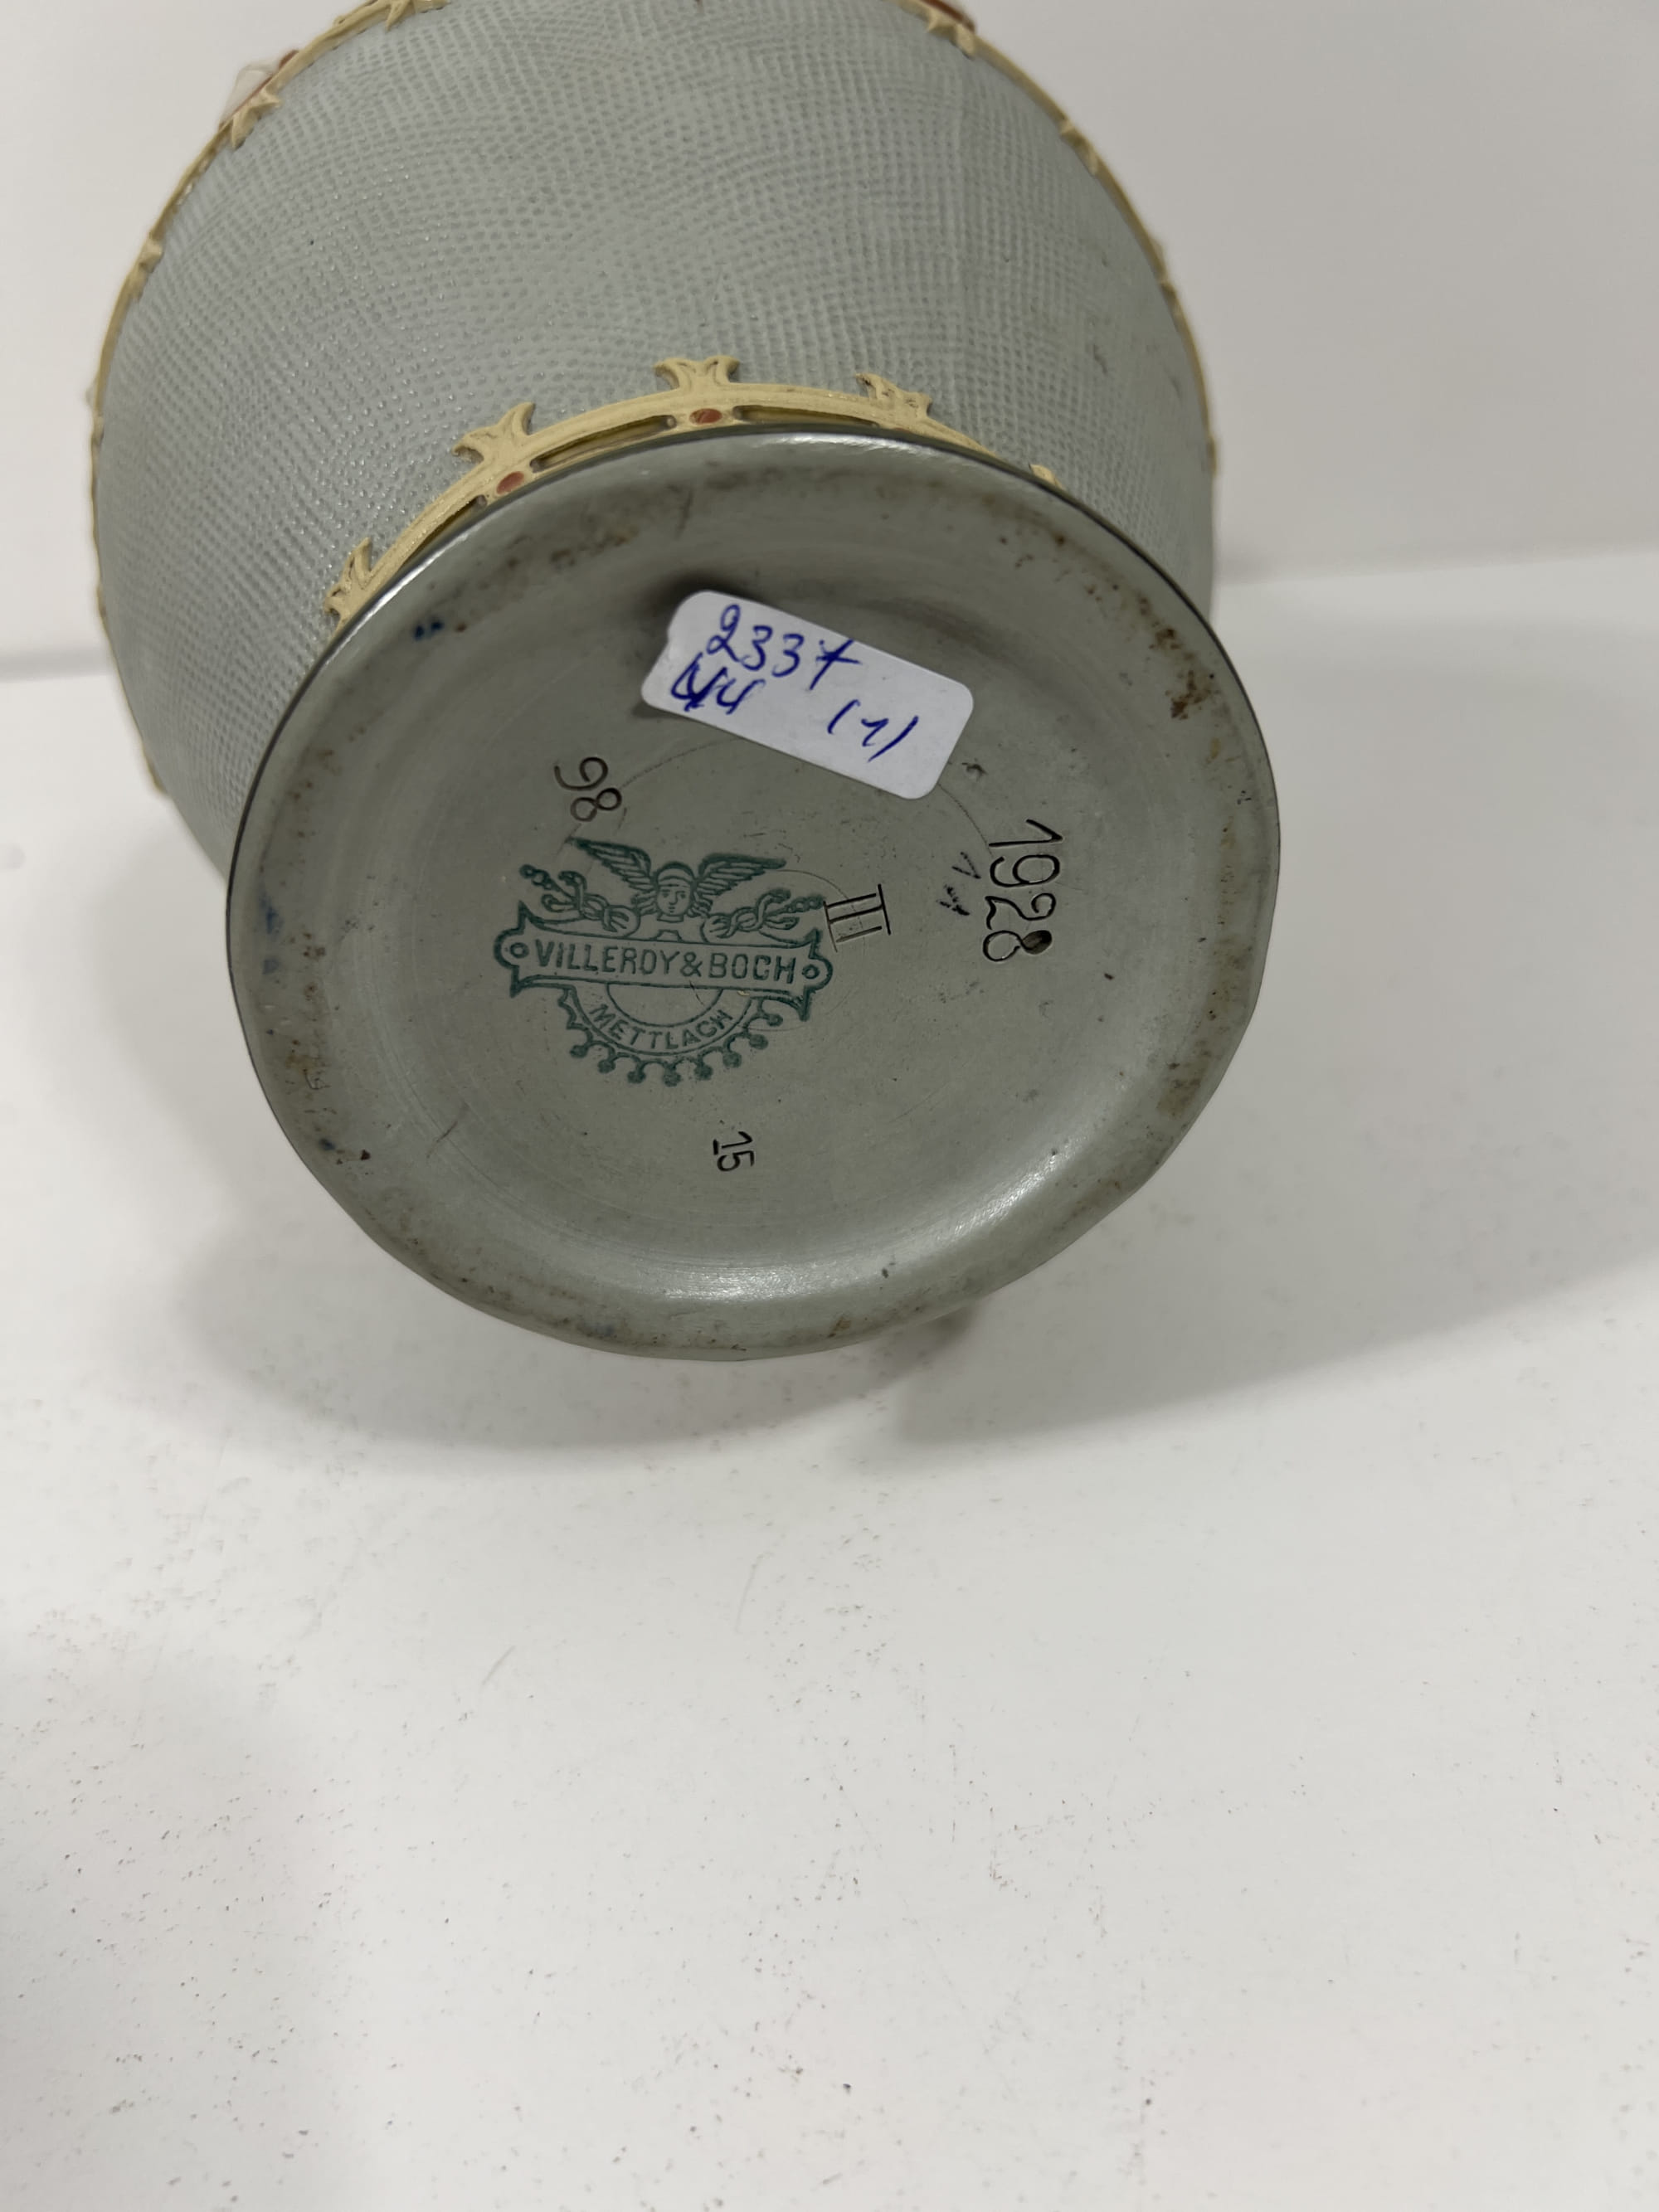 2337
44 (1)
98
1928
III
VILLEROY & BOCH
METTLACH
15